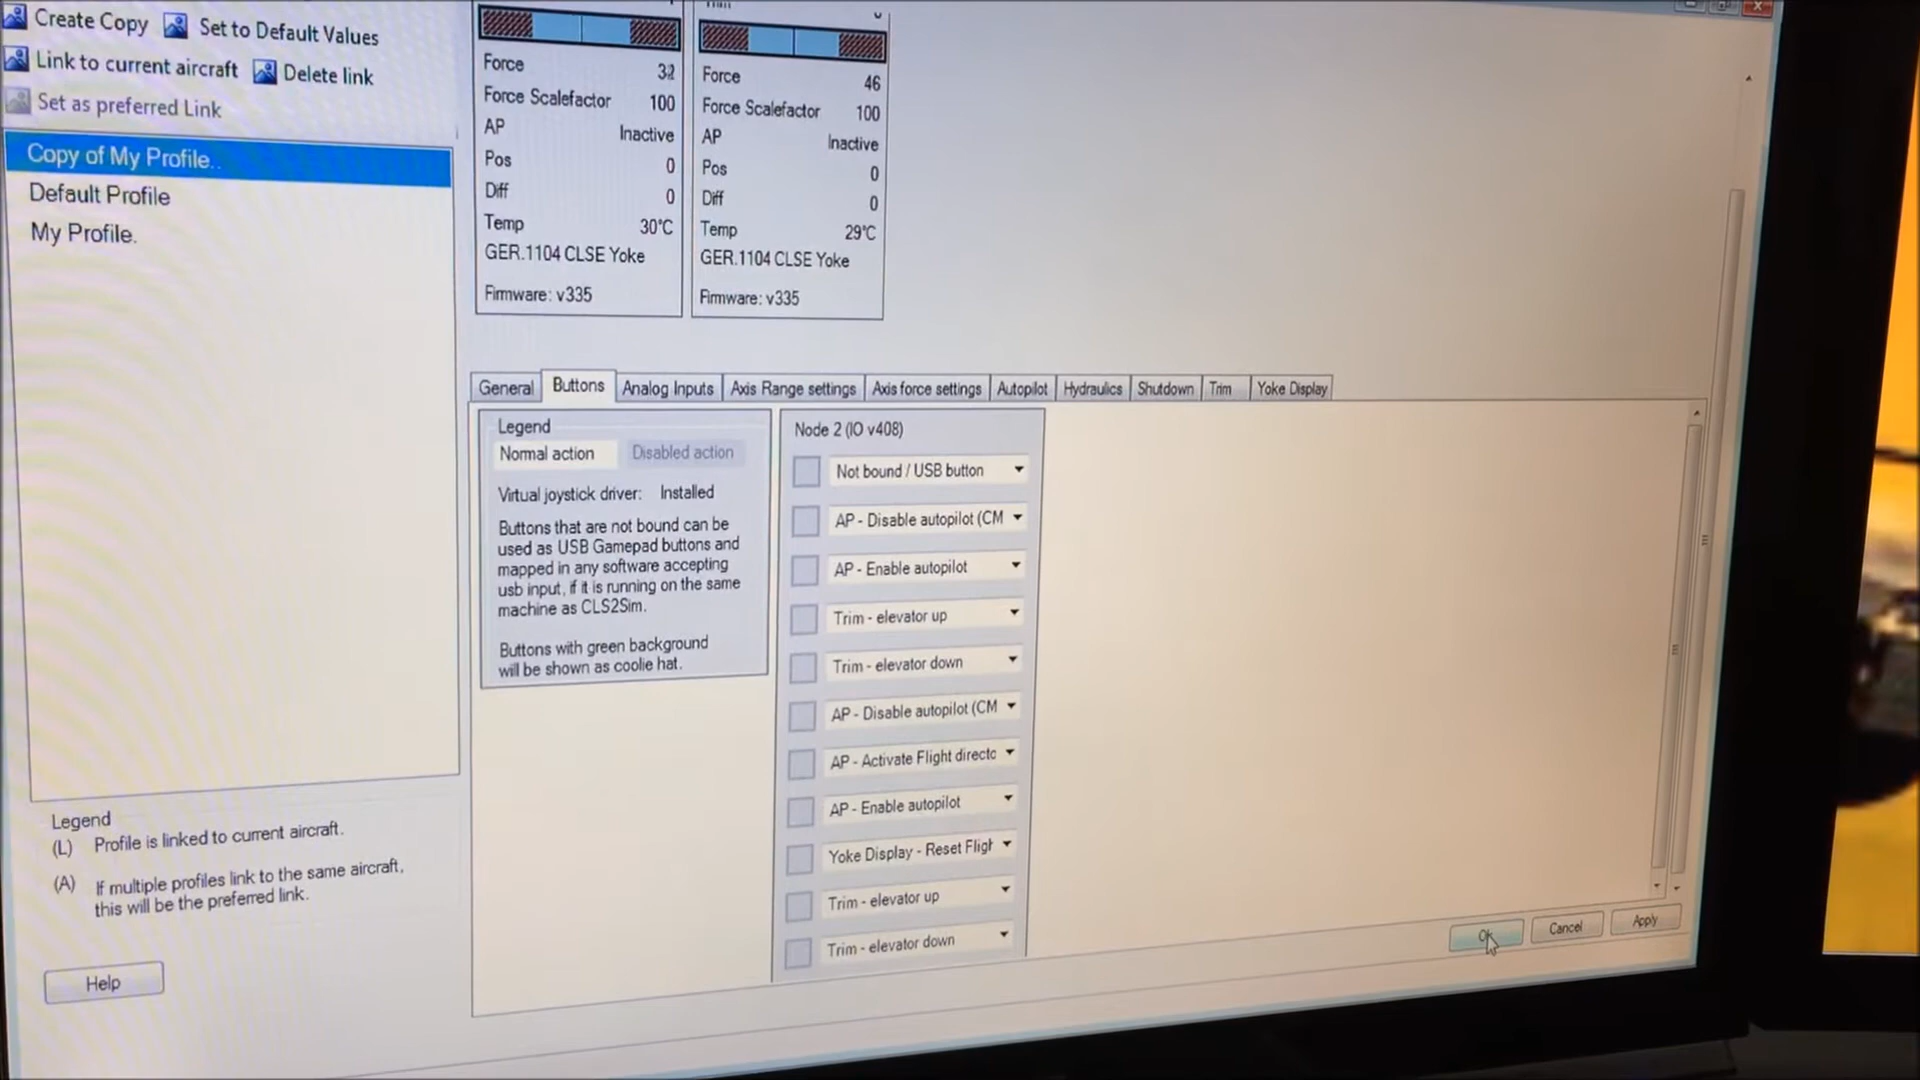 Create Copy
Set to Default Values
Link to current aircraft
Delete link
Set as preferred Link
Copy of My Profile..
Default Profile
My Profile.
Legend
(L) Profile is linked to current aircraft.
(A) If multiple profiles link to the same aircraft,
this will be the preferred link.
Help
Force 32
Force Scalefactor 100
AP Inactive
Pos 0
Diff 0
Temp 30°C
GER.1104 CLSE Yoke
Firmware: v335
Force 46
Force Scalefactor 100
AP Inactive
Pos 0
Diff 0
Temp 29°C
GER.1104 CLSE Yoke
Firmware: v335
General
Buttons
Analog Inputs
Axis Range settings
Axis force settings
Autopilot
Hydraulics
Shutdown
Trim
Yoke Display
Legend
Normal action
Disabled action
Virtual joystick driver: Installed
Buttons that are not bound can be
used as USB Gamepad buttons and
mapped in any software accepting
usb input, if it is running on the same
machine as CLS2Sim.
Buttons with green background
will be shown as coolie hat.
Node 2 (IO v408)
Not bound / USB button
AP - Disable autopilot (CM
AP - Enable autopilot
Trim - elevator up
Trim - elevator down
AP - Disable autopilot (CM
AP - Activate Flight directo
AP - Enable autopilot
Yoke Display - Reset Fligh
Trim - elevator up
Trim - elevator down
Ok
Cancel
Apply